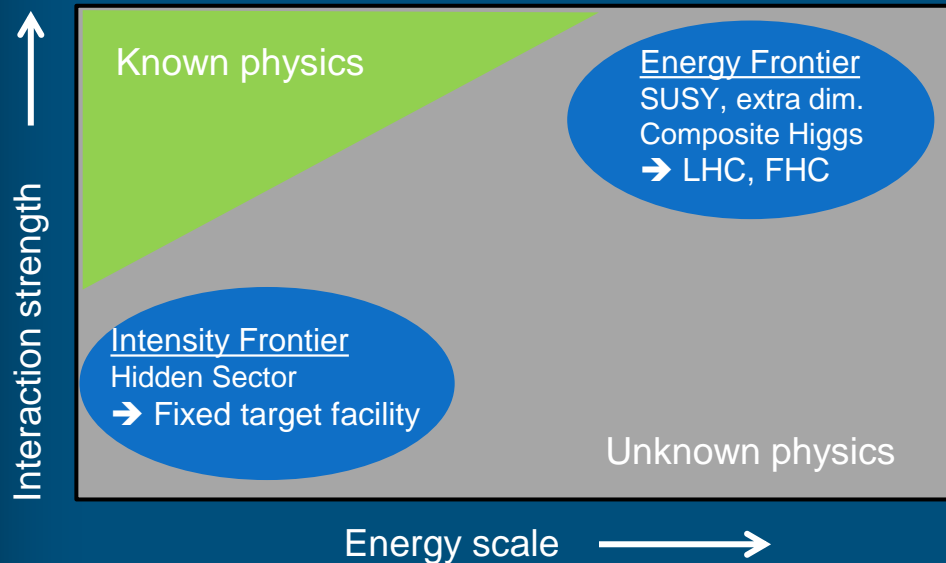 Interaction strength
Known physics
Energy Frontier
SUSY, extra dim.
Composite Higgs
➔ LHC, FHC
Intensity Frontier
Hidden Sector
➔ Fixed target facility
Unknown physics
Energy scale